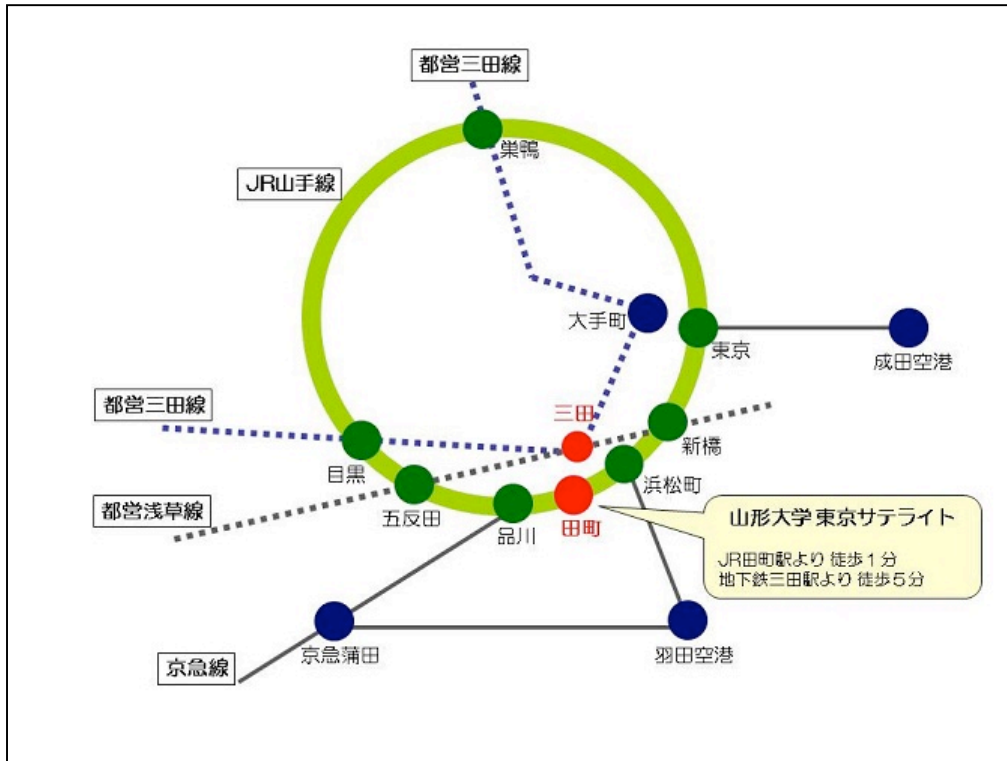 都営三田線
巣鴨
JR山手線
大手町
東京
成田空港
都営三田線
三田
新橋
目黒
浜松町
都営浅草線
五反田
品川
田町
山形大学 東京サテライト
JR田町駅より 徒歩1分
地下鉄三田駅より 徒歩5分
京急線
京急蒲田
羽田空港